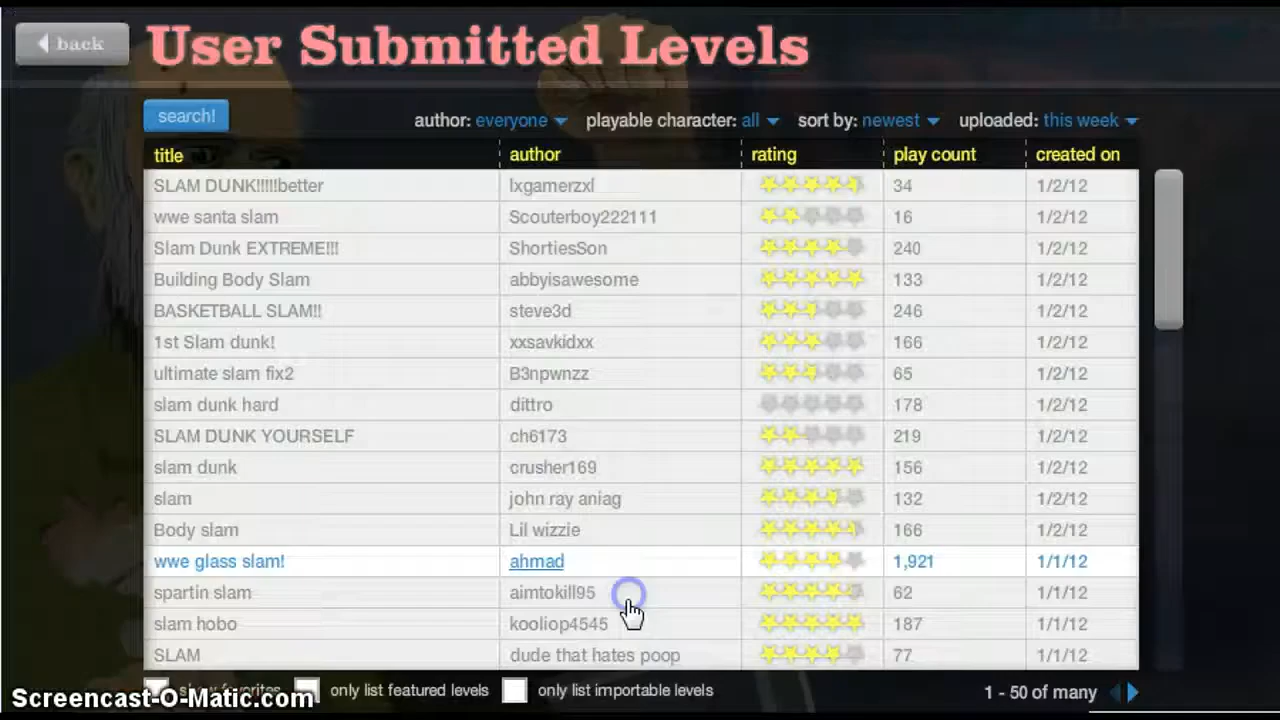 back User Submitted Levels
search! author: everyone playable character: all sort by: newest uploaded: this week
title author rating play count created on
SLAM DUNK!!!!!better lxgamerzxl 34 1/2/12
wwe santa slam Scouterboy222111 16 1/2/12
Slam Dunk EXTREME!!! ShortiesSon 240 1/2/12
Building Body Slam abbyisawesome 133 1/2/12
BASKETBALL SLAM!! steve3d 246 1/2/12
1st Slam dunk! xxsavkidxx 166 1/2/12
ultimate slam fix2 B3npwnzz 65 1/2/12
slam dunk hard dittro 178 1/2/12
SLAM DUNK YOURSELF ch6173 219 1/2/12
slam dunk crusher169 156 1/2/12
slam john ray aniag 132 1/2/12
Body slam Lil wizzie 166 1/2/12
wwe glass slam! ahmad 1,921 1/1/12
spartin slam aimtokill95 62 1/1/12
slam hobo kooliop4545 187 1/1/12
SLAM dude that hates poop 77 1/1/12
only list featured levels only list importable levels 1 - 50 of many
Screencast-O-Matic.com